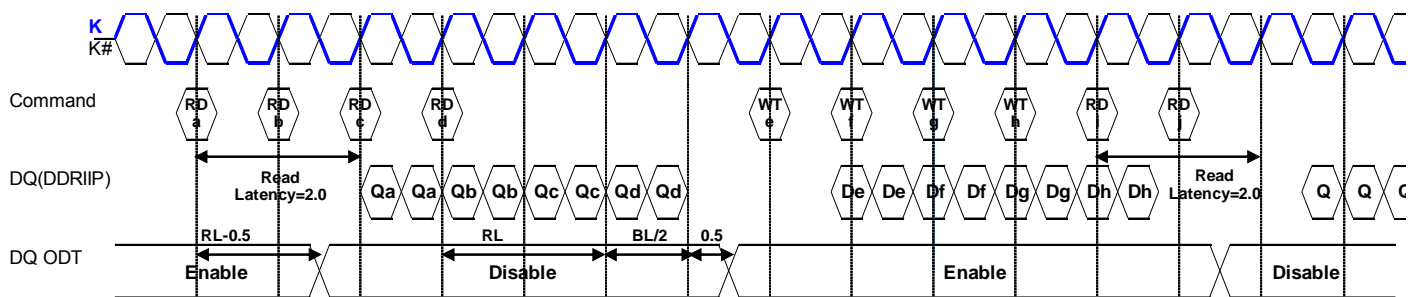 K
K#
Command
RD a RD b RD c RD d WT e WT f WT g WT h RD i RD j
DQ(DDRIIP)
Read Latency=2.0
Qa Qa Qb Qb Qc Qc Qd Qd
De De Df Df Dg Dg Dh Dh
Read Latency=2.0
Q Q Q
DQ ODT
RL-0.5 RL BL/2 0.5
Enable Disable Enable Disable